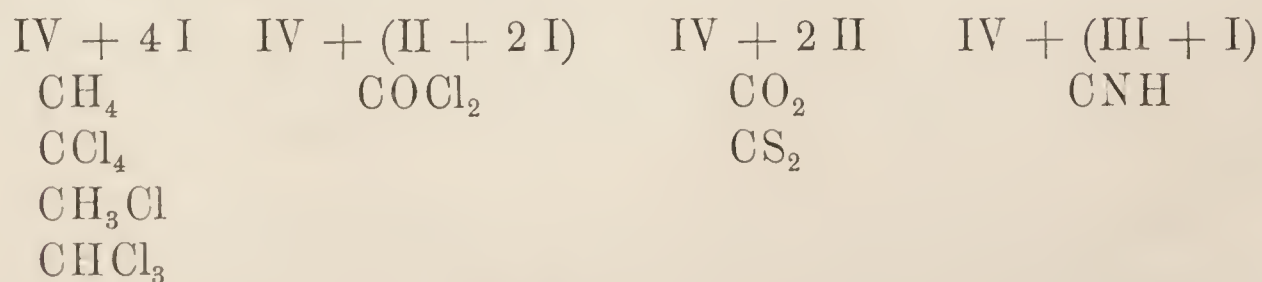 IV + 4 I IV + (II + 2 I) IV + 2 II IV + (III + I)
CH₄ COCl₂ CO₂ CNH
CCl₄ CS₂
CH₃Cl
CHCl₃